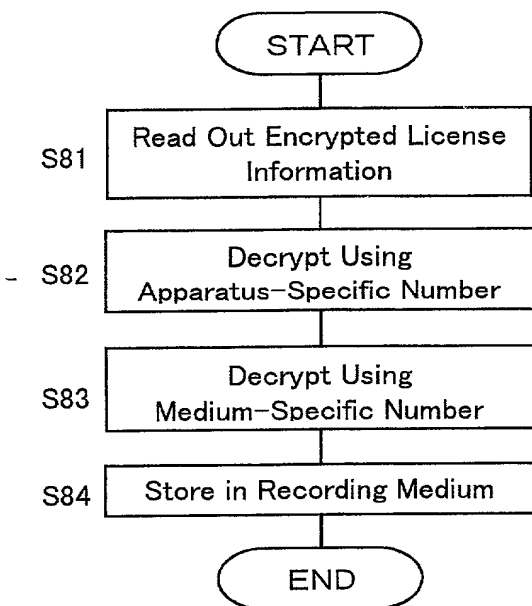 START
S81
Read Out Encrypted License
Information
S82
Decrypt Using
Apparatus-Specific Number
S83
Decrypt Using
Medium-Specific Number
S84
Store in Recording Medium
END